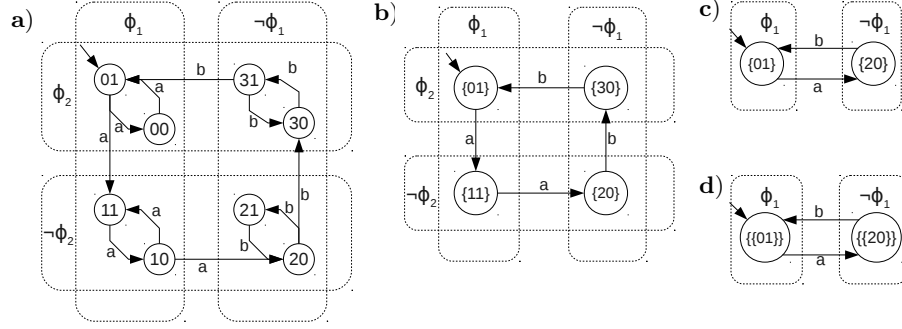 a)
ϕ1 ¬ϕ1
ϕ2
¬ϕ2
01 31
00 30
11 21
10 20
a a a b b b
a a a b b b
b)
ϕ1 ¬ϕ1
ϕ2
¬ϕ2
{01} b {30}
a b
{11} a {20}
c)
ϕ1 ¬ϕ1
{01} b {20}
a
d)
ϕ1 ¬ϕ1
{{01}} b {{20}}
a